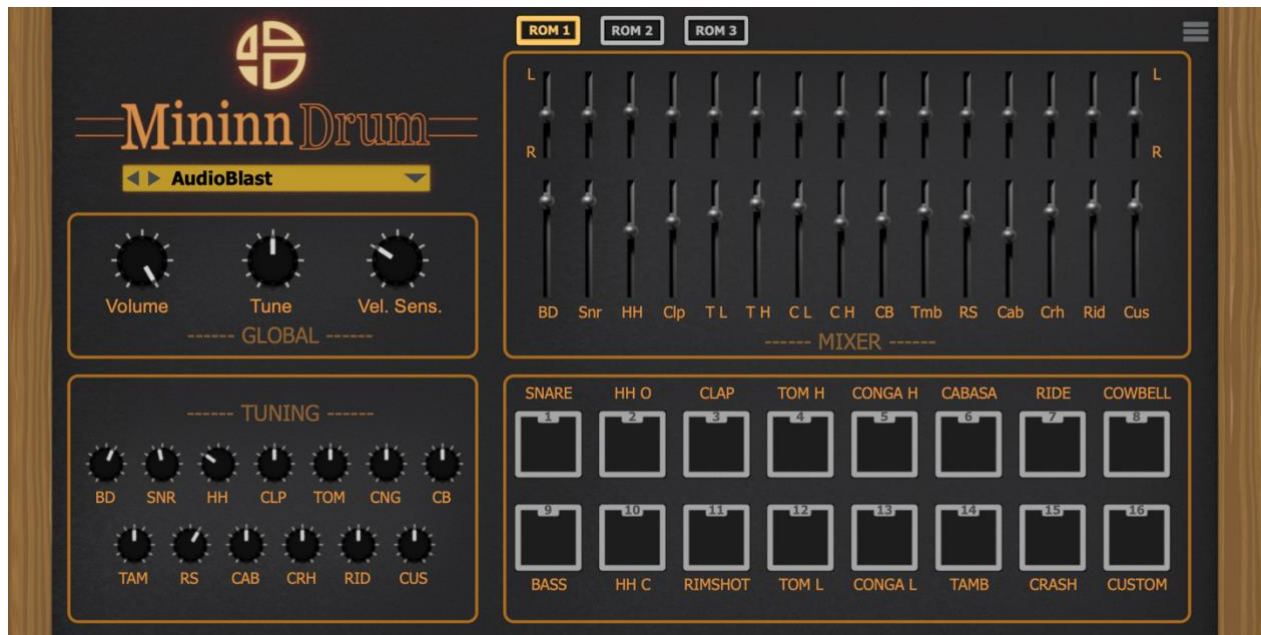 Mininn Drum
AudioBlast
Volume Tune Vel. Sens.
------ GLOBAL ------
------ TUNING ------
BD SNR HH CLP TOM CNG CB
TAM RS CAB CRH RID CUS
ROM 1 ROM 2 ROM 3
L L
R R
BD Snr HH Clp T L T H C L C H CB Tmb RS Cab Crh Rid Cus
------ MIXER ------
SNARE HH O CLAP TOM H CONGA H CABASA RIDE COWBELL
1 2 3 4 5 6 7 8
9 10 11 12 13 14 15 16
BASS HH C RIMSHOT TOM L CONGA L TAMB CRASH CUSTOM